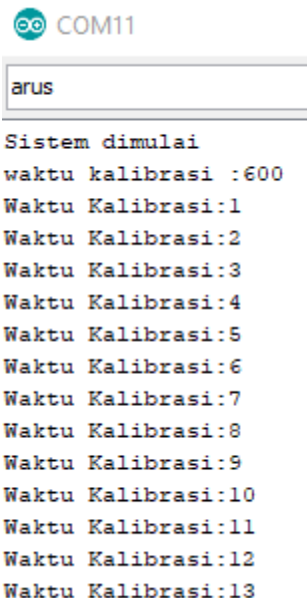 COM11
arus
Sistem dimulai
waktu kalibrasi :600
Waktu Kalibrasi:1
Waktu Kalibrasi:2
Waktu Kalibrasi:3
Waktu Kalibrasi:4
Waktu Kalibrasi:5
Waktu Kalibrasi:6
Waktu Kalibrasi:7
Waktu Kalibrasi:8
Waktu Kalibrasi:9
Waktu Kalibrasi:10
Waktu Kalibrasi:11
Waktu Kalibrasi:12
Waktu Kalibrasi:13